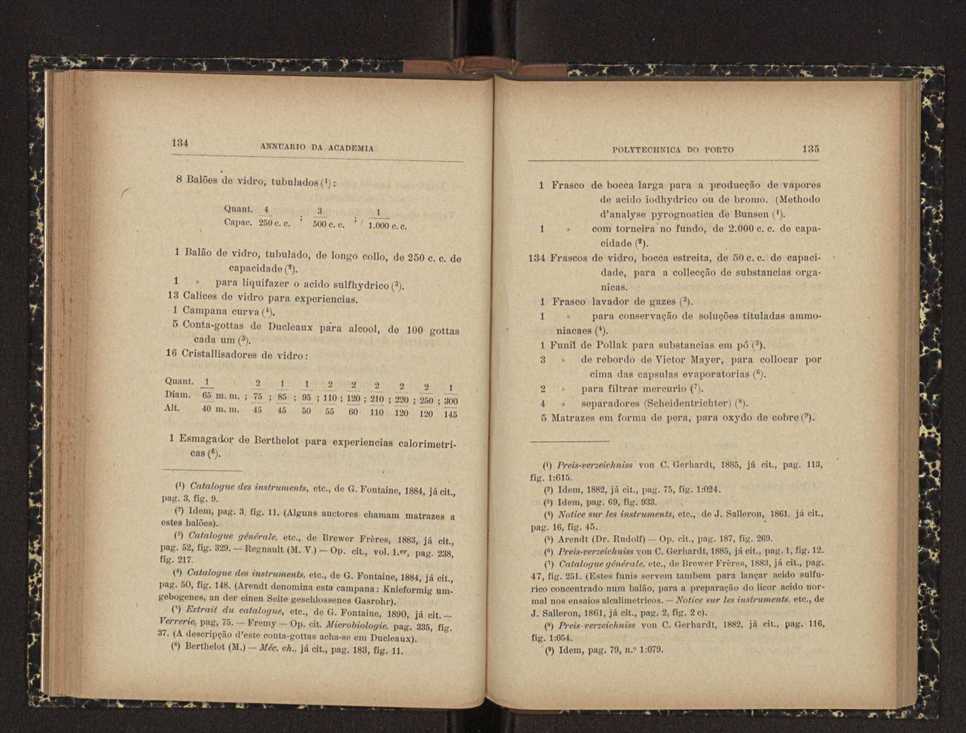 134
ANNUARIO DA ACADEMIA
8 Balões de vidro, tubulados (¹):
Quant. 4 3 1
Capac. 250 c. c. ; 500 c. c. ; 1.000 c. c.
1 Balão de vidro, tubulado, de longo collo, de 250 c. c. de
capacidade (²).
1 » para liquifazer o acido sulfhydrico (³).
13 Calices de vidro para experiencias.
1 Campana curva (⁴).
5 Conta-gottas de Ducleaux para alcool, de 100 gottas
cada um (⁵).
16 Cristallisadores de vidro:
Quant. 1 2 1 1 2 2 2 2 2 1
Diam. 65 m. m. ; 75 ; 85 ; 95 ; 110 ; 120 ; 210 ; 220 ; 250 ; 300
Alt. 40 m. m. 45 45 50 55 60 110 120 120 145
1 Esmagador de Berthelot para experiencias calorimetri-
cas (⁶).
(¹) Catalogue des instruments, etc., de G. Fontaine, 1884, já cit.,
pag. 3, fig. 9.
(²) Idem, pag. 3, fig. 11. (Alguns auctores chamam matrazes a
estes balões).
(³) Catalogue générale, etc., de Brewer Frères, 1883, já cit.,
pag. 52, fig. 329. — Regnault (M. V.) — Op. cit., vol. 1.er, pag. 238,
fig. 217.
(⁴) Catalogue des instruments, etc., de G. Fontaine, 1884, já cit.,
pag. 50, fig. 148. (Arendt denomina esta campana: Knieformig um-
gebogenes, an der einen Seite geschlossenes Gasrohr).
(⁵) Extrait du catalogue, etc., de G. Fontaine, 1890, já cit. —
Verrerie, pag. 75. — Fremy — Op. cit. Microbiologie, pag. 335, fig.
37. (A descripção d'este conta-gottas acha-se em Ducleaux).
(⁶) Berthelot (M.) — Méc. ch., já cit., pag. 183, fig. 11.
POLYTECHNICA DO PORTO
135
1 Frasco de bocca larga para a producção de vapores
de acido iodhydrico ou de bromo. (Methodo
d'analyse pyrognostica de Bunsen (¹).
1 » com torneira no fundo, de 2.000 c. c. de capa-
cidade (²).
134 Frascos de vidro, bocca estreita, de 50 c. c. de capaci-
dade, para a collecção de substancias orga-
nicas.
1 Frasco lavador de gazes (³).
1 » para conservação de soluções tituladas ammo-
niacaes (⁴).
1 Funil de Pollak para substancias em pó (⁵).
3 » de rebordo de Victor Mayer, para collocar por
cima das capsulas evaporatorias (⁶).
2 » para filtrar mercurio (⁷).
4 » separadores (Scheidentrichter) (⁸).
5 Matrazes em forma de pera, para oxydo de cobre (⁹).
(¹) Preis-verzeichniss von C. Gerhardt, 1885, já cit., pag. 113,
fig. 1:615.
(²) Idem, 1882, já cit., pag. 75, fig. 1:024.
(³) Idem, pag. 69, fig. 933.
(⁴) Notice sur les instruments, etc., de J. Salleron, 1861, já cit.,
pag. 16, fig. 45.
(⁵) Arendt (Dr. Rudolf) — Op. cit., pag. 187, fig. 269.
(⁶) Preis-verzeichniss von C. Gerhardt, 1885, já cit., pag. 1, fig. 12.
(⁷) Catalogue générale, etc., de Brewer Frères, 1883, já cit., pag.
47, fig. 251. (Estes funis servem tambem para lançar acido sulfu-
rico concentrado num balão, para a preparação do licor acido nor-
mal nos ensaios alcalimetricos. — Notice sur les instruments, etc., de
J. Salleron, 1861, já cit., pag. 2, fig. 2 c).
(⁸) Preis-verzeichniss von C. Gerhardt, 1882, já cit., pag. 116,
fig. 1:054.
(⁹) Idem, pag. 79, n.º 1:079.